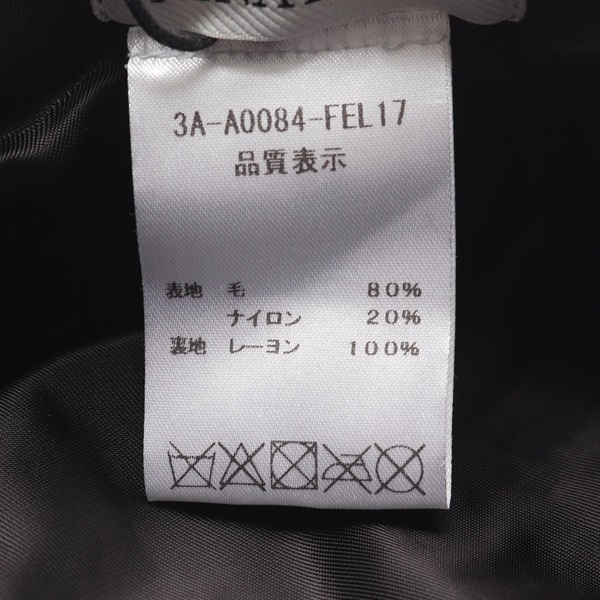 3A-A0084-FEL17
品質表示
表地 毛 80%
ナイロン 20%
裏地 レーヨン 100%